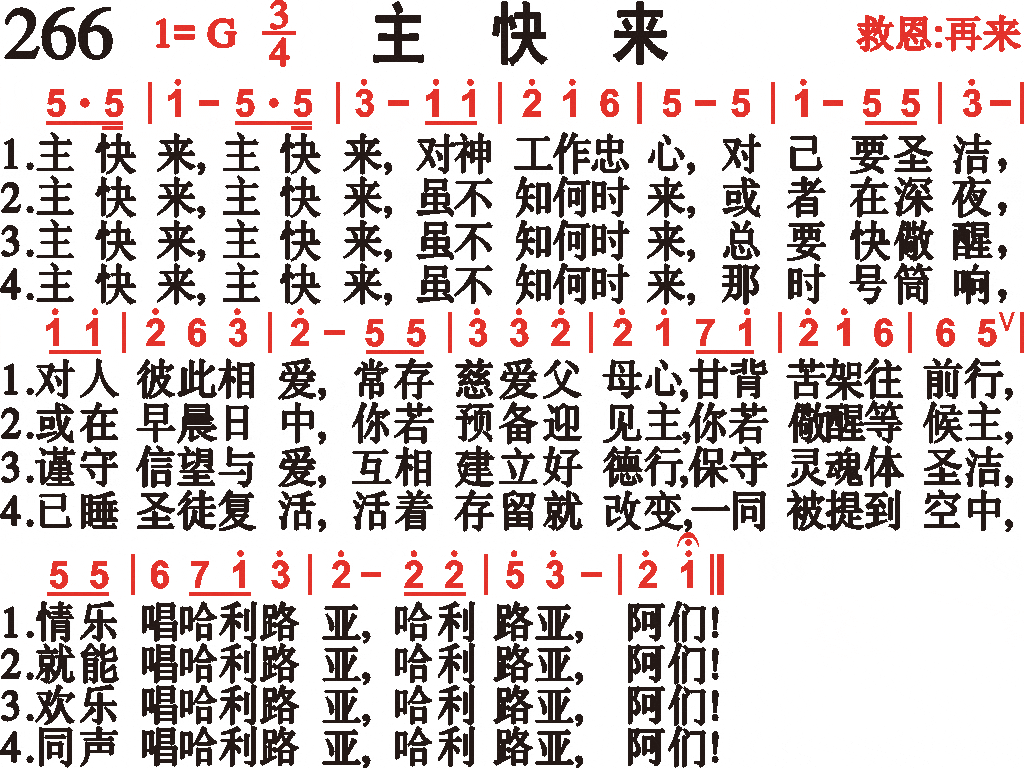 266 1=G 3/4 主快来 救恩:再来
5·5 | i̇ – 5·5 | 3̇ – i̇ i̇ | 2̇ i̇ 6 | 5 – 5 | i̇ – 5 5 | 3̇ – |
1.主快来,主快来,对神工作忠心,对己要圣洁,
2.主快来,主快来,虽不知何时来,或者在深夜,
3.主快来,主快来,虽不知何时来,总要快儆醒,
4.主快来,主快来,虽不知何时来,那时号筒响,
i̇ i̇ | 2̇ 6 3̇ | 2̇ – 5 5 | 3̇ 3̇ 2̇ | 2̇ i̇ 7 i̇ | 2̇ i̇ 6 | 6 5 V |
1.对人彼此相爱,常存慈爱父母心,甘背苦架往前行,
2.或在早晨日中,你若预备迎见主,你若儆醒等候主,
3.谨守信望与爱,互相建立好德行,保守灵魂体圣洁,
4.已睡圣徒复活,活着存留就改变,一同被提到空中,
5 5 | 6 7 i̇ 3̇ | 2̇ – 2̇ 2̇ | 5̇ 3̇ – | 2̇ i̇ ||
1.情乐唱哈利路亚,哈利路亚,阿们!
2.就能唱哈利路亚,哈利路亚,阿们!
3.欢乐唱哈利路亚,哈利路亚,阿们!
4.同声唱哈利路亚,哈利路亚,阿们!